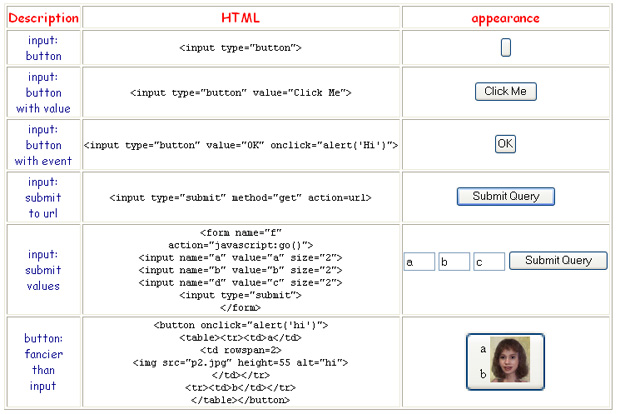 Description HTML appearance
input:
button
<input type="button">
input:
button
with value
<input type="button" value="Click Me">
Click Me
input:
button
with event
<input type="button" value="OK" onclick="alert('Hi')">
OK
input:
submit
to url
<input type="submit" method="get" action=url>
Submit Query
input:
submit
values
<form name="f"
action="javascript:go()">
<input name="a" value="a" size="2">
<input name="b" value="b" size="2">
<input name="d" value="c" size="2">
<input type="submit">
</form>
a b c Submit Query
button:
fancier
than
input
<button onclick="alert('hi')">
<table><tr><td>a</td>
<td rowspan=2>
<img src="p2.jpg" height=55 alt="hi">
</td></tr>
<tr><td>b</td></tr>
</table></button>
a
b